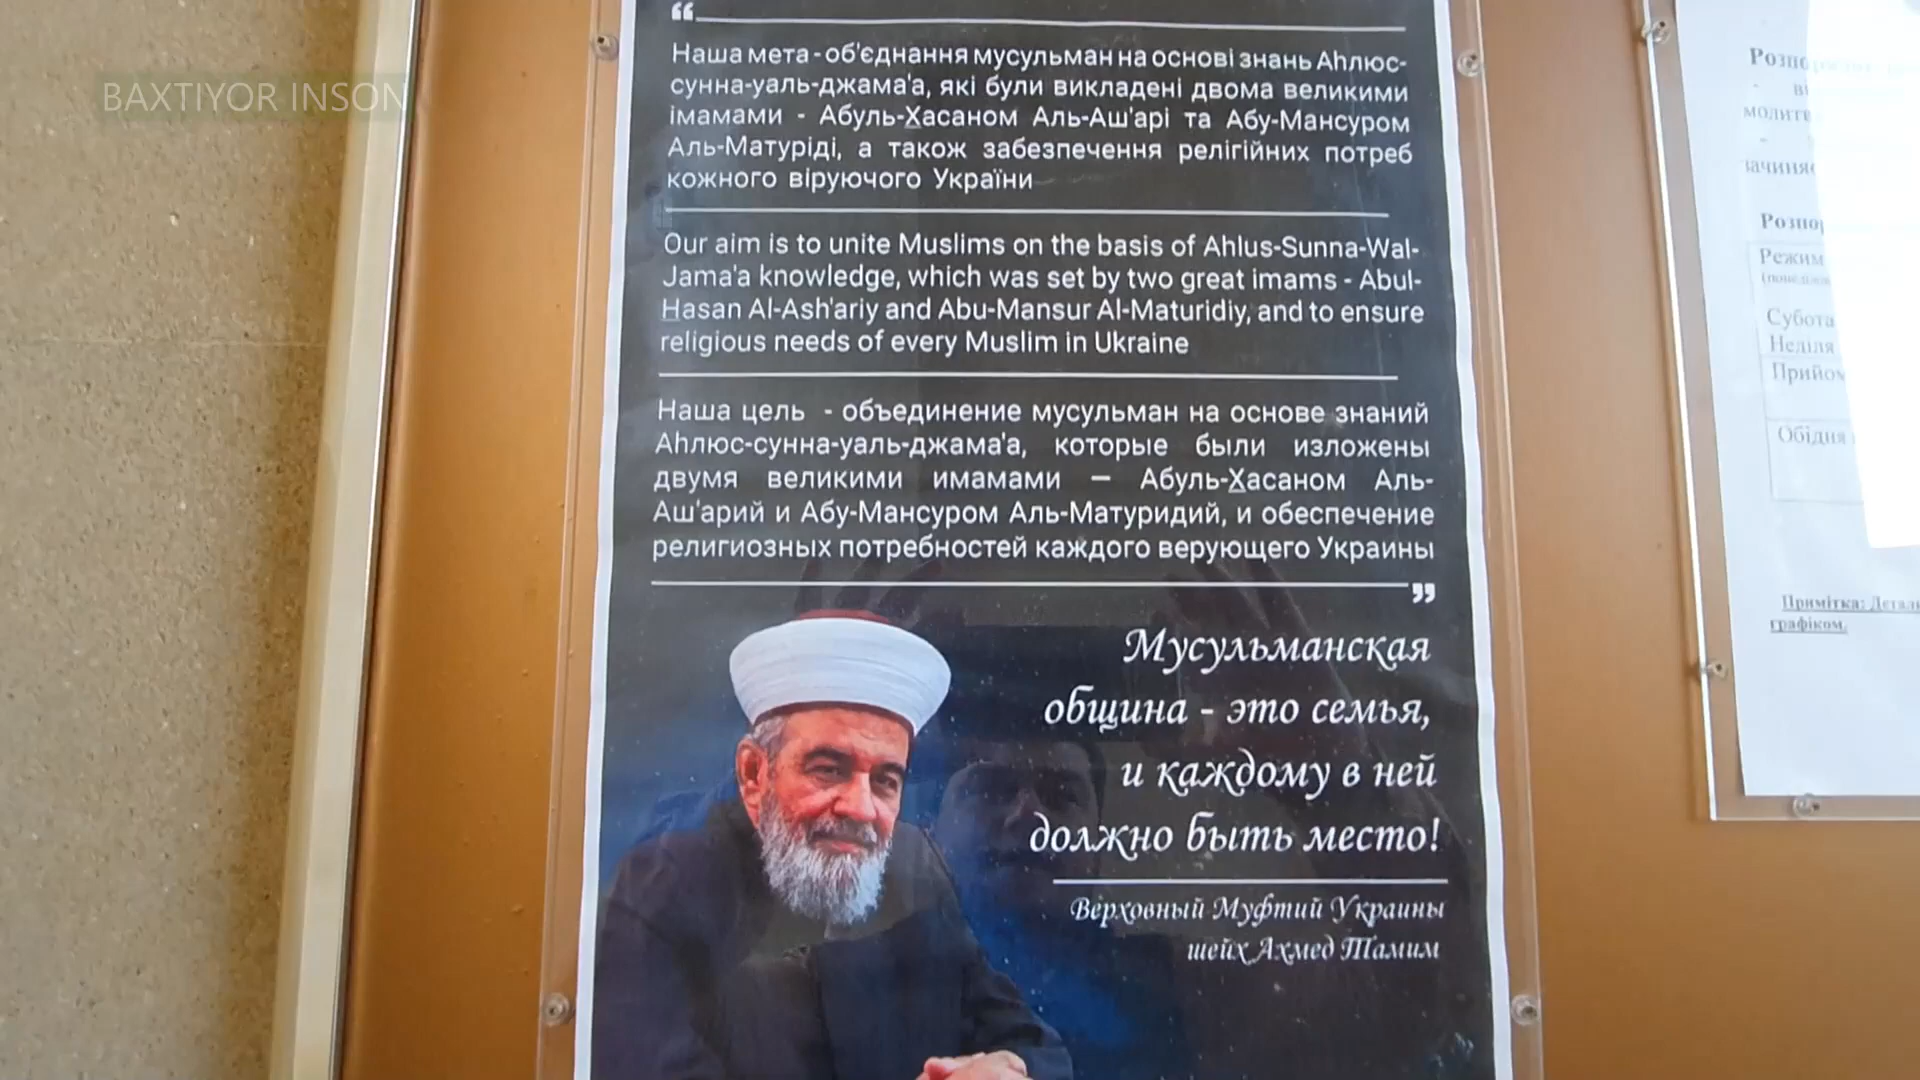 BAXTIYOR INSON
“
Наша мета - об'єднання мусульман на основі знань Аhлюс-
сунна-уаль-джама'а, які були викладені двома великими
імамами - Абуль-Хасаном Аль-Аш'арі та Абу-Мансуром
Аль-Матуріді, а також забезпечення релігійних потреб
кожного віруючого України
Our aim is to unite Muslims on the basis of Ahlus-Sunna-Wal-
Jama'a knowledge, which was set by two great imams - Abul-
Hasan Al-Ash'ariy and Abu-Mansur Al-Maturidiy, and to ensure
religious needs of every Muslim in Ukraine
Наша цель - объединение мусульман на основе знаний
Аhлюс-сунна-уаль-джама'а, которые были изложены
двумя великими имамами — Абуль-Хасаном Аль-
Аш'арий и Абу-Мансуром Аль-Матуридий, и обеспечение
религиозных потребностей каждого верующего Украины
”
Мусульманская
община - это семья,
и каждому в ней
должно быть место!
Верховный Муфтий Украины
шейх Ахмед Тамим
Режим
Субота
Неділя
Прийом
Обідня
Примітка:
графіком.